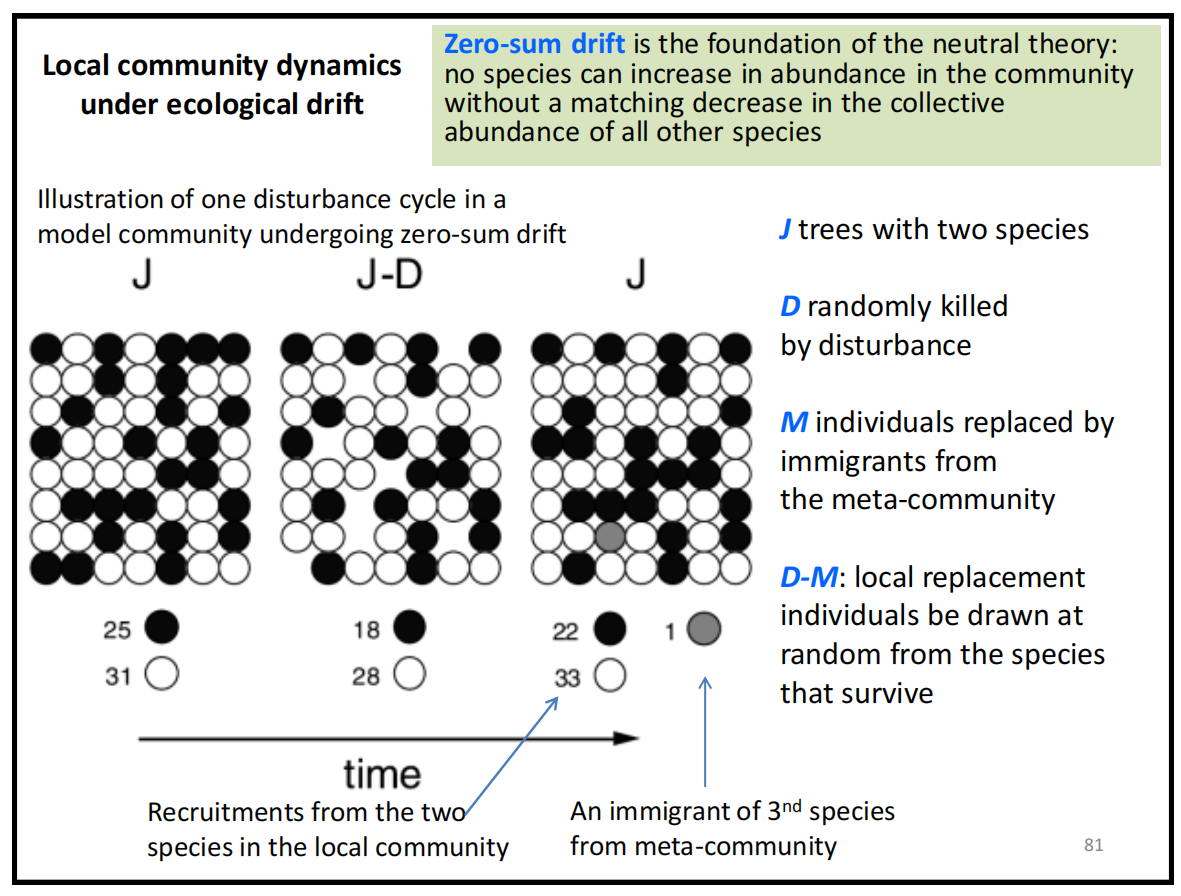 Local community dynamics
under ecological drift
Zero-sum drift is the foundation of the neutral theory:
no species can increase in abundance in the community
without a matching decrease in the collective
abundance of all other species
Illustration of one disturbance cycle in a
model community undergoing zero-sum drift
J
J-D
J
25
31
18
28
22
1
33
time
Recruitments from the two
species in the local community
An immigrant of 3nd species
from meta-community
J trees with two species
D randomly killed
by disturbance
M individuals replaced by
immigrants from
the meta-community
D-M: local replacement
individuals be drawn at
random from the species
that survive
81